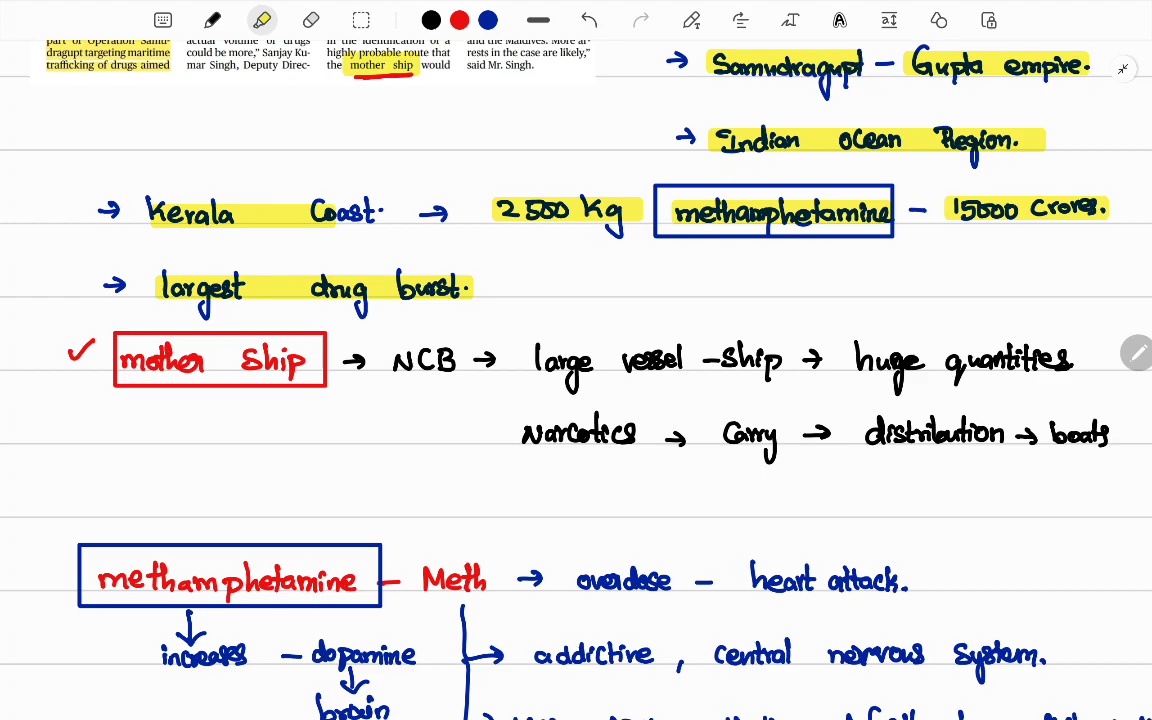 part of Operation Samu-
dragupt targeting maritime
trafficking of drugs aimed
actual volume of drugs
could be more," Sanjay Ku-
mar Singh, Deputy Direc-
in the identification of a
highly probable route that
the mother ship would
and the Maldives. More ar-
rests in the case are likely,"
said Mr. Singh.
→ Samudragupt – Gupta empire.
→ Indian Ocean Region.
→ Kerala Coast. → 2500 Kg methamphetamine – 15000 Crores.
→ largest drug burst.
✓ mother Ship → NCB → large vessel – Ship → huge quantities
Narcotics → Carry → distribution → boats
methamphetamine – Meth → overdose – heart attack.
increases – dopamine → addictive, central nervous System.
brain